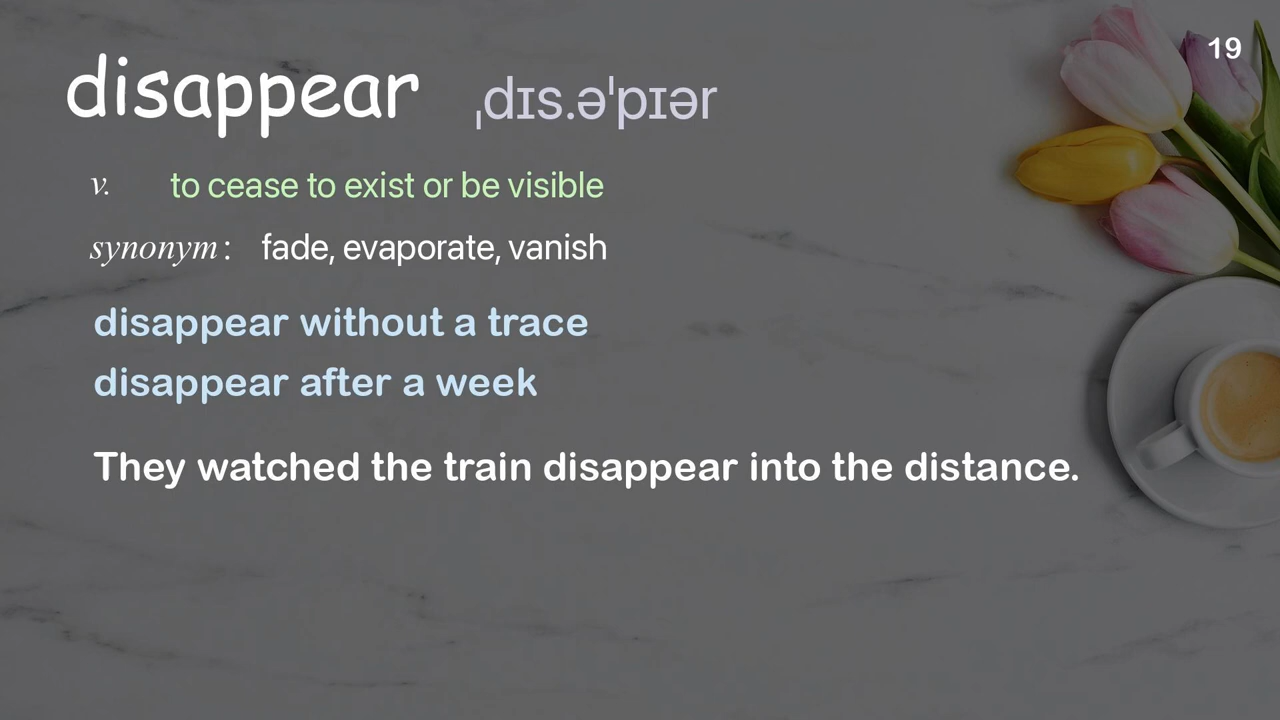 19
disappear ˌdɪs.əˈpɪər
v. to cease to exist or be visible
synonym: fade, evaporate, vanish
disappear without a trace
disappear after a week
They watched the train disappear into the distance.